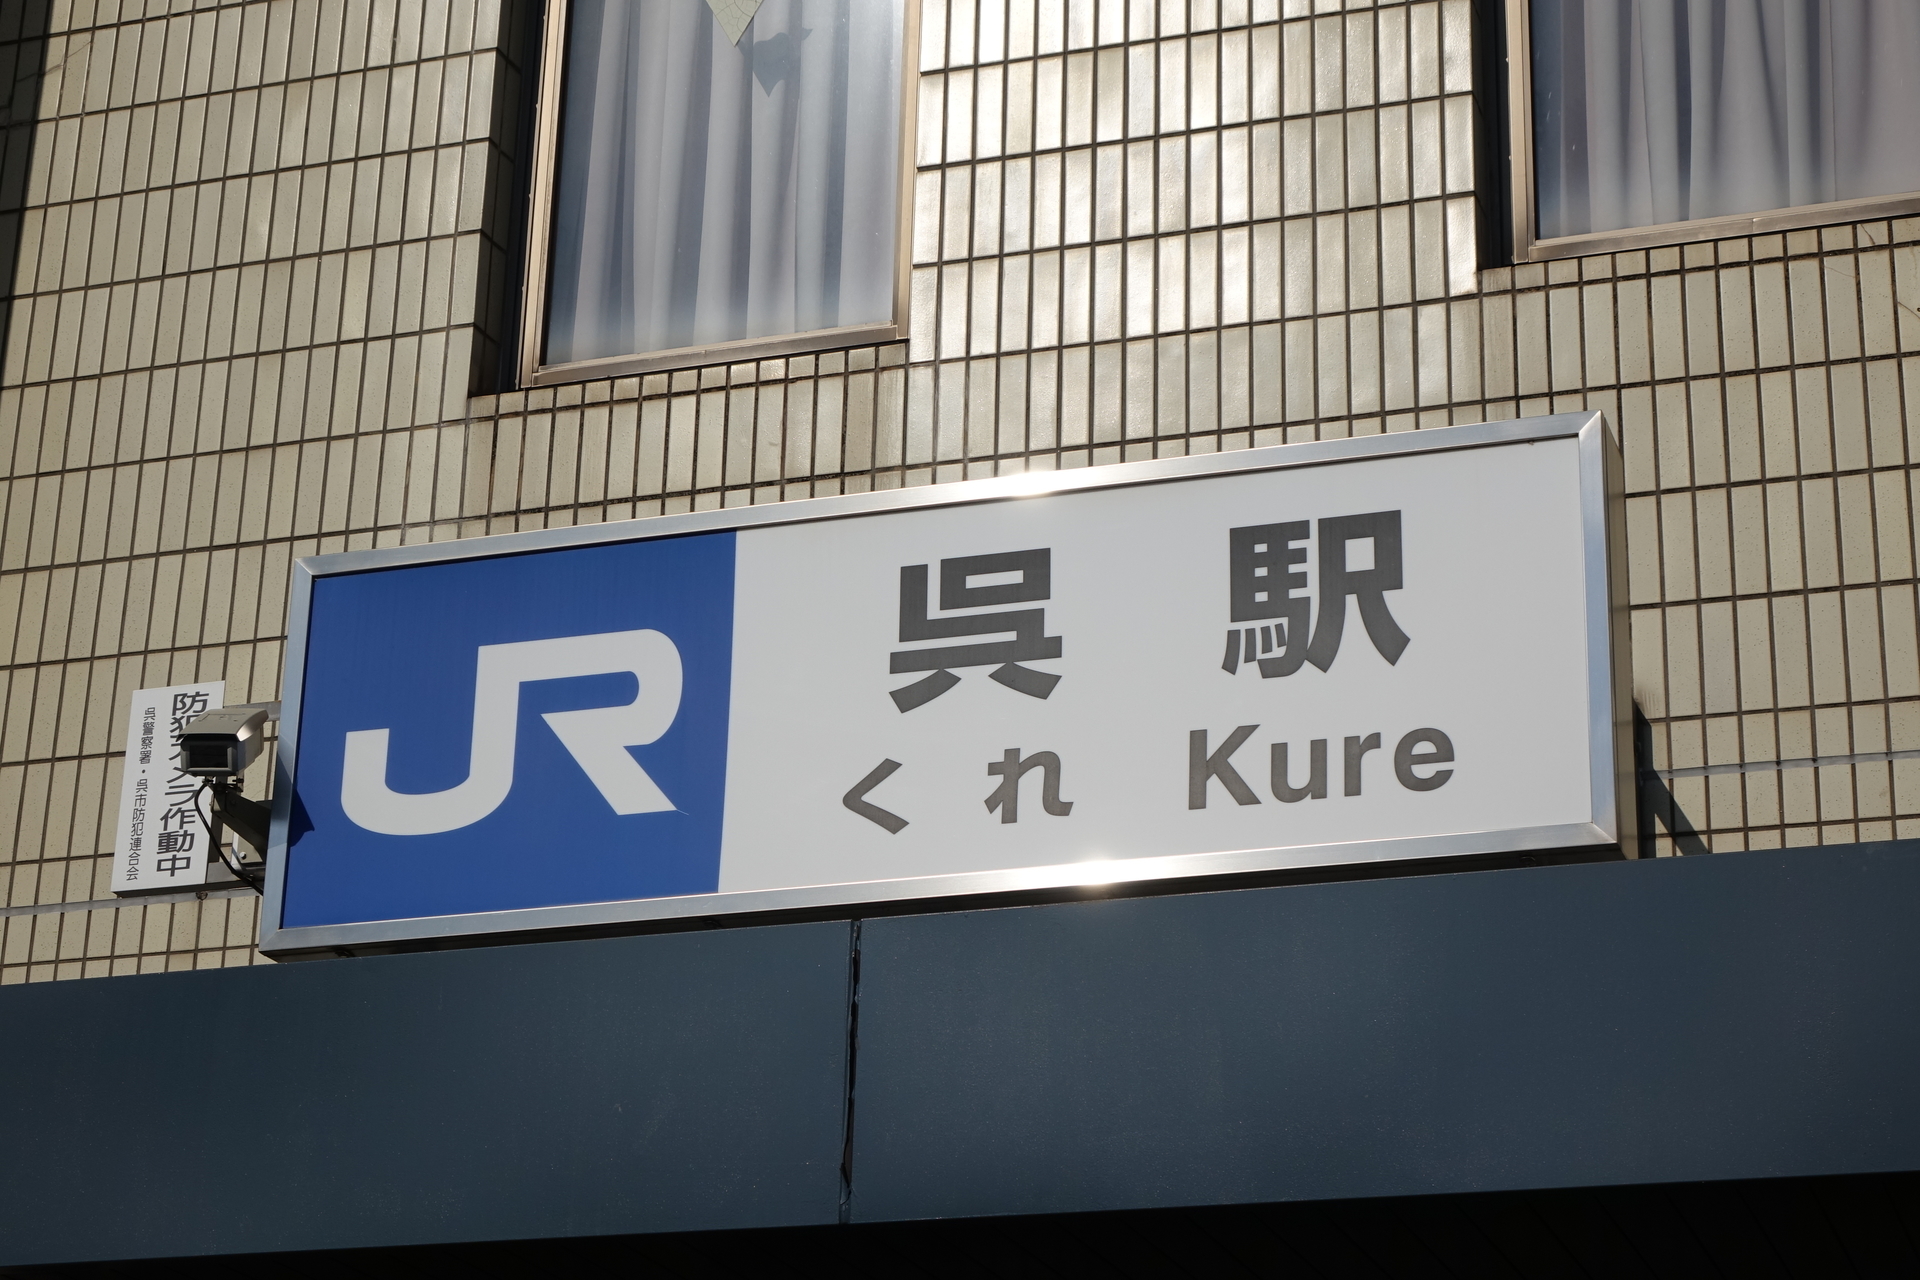 JR
呉駅
くれ Kure
防犯カメラ作動中
呉警察署・呉市防犯連合会